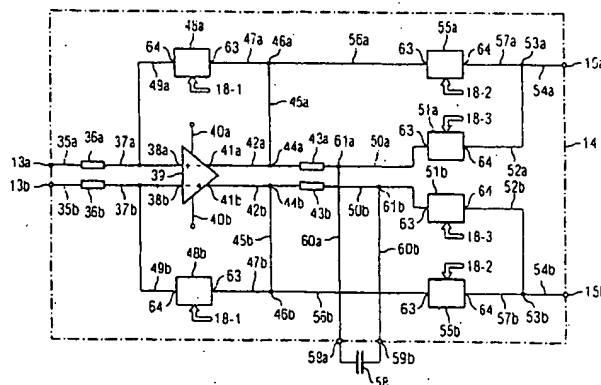 48a 55a
64 63 47a 46a 56a 63 64 57a 53a
49a 18-1 45a 18-2 18-3 54a
40a 51a 14
35a 36a 37a 38a 41a 42a 44a 43a 61a 50a 63 64 52a
13a 39 51b 52b
13b 38b 41b 64
35b 36b 37b 40b 42b 44b 43b 50b 61b 63
60a 60b 18-3
48b 45b 18-2 54b
49b 63 47b 15b
64 46b 56b 63 64 57b 53b
18-1 55b
59b
58